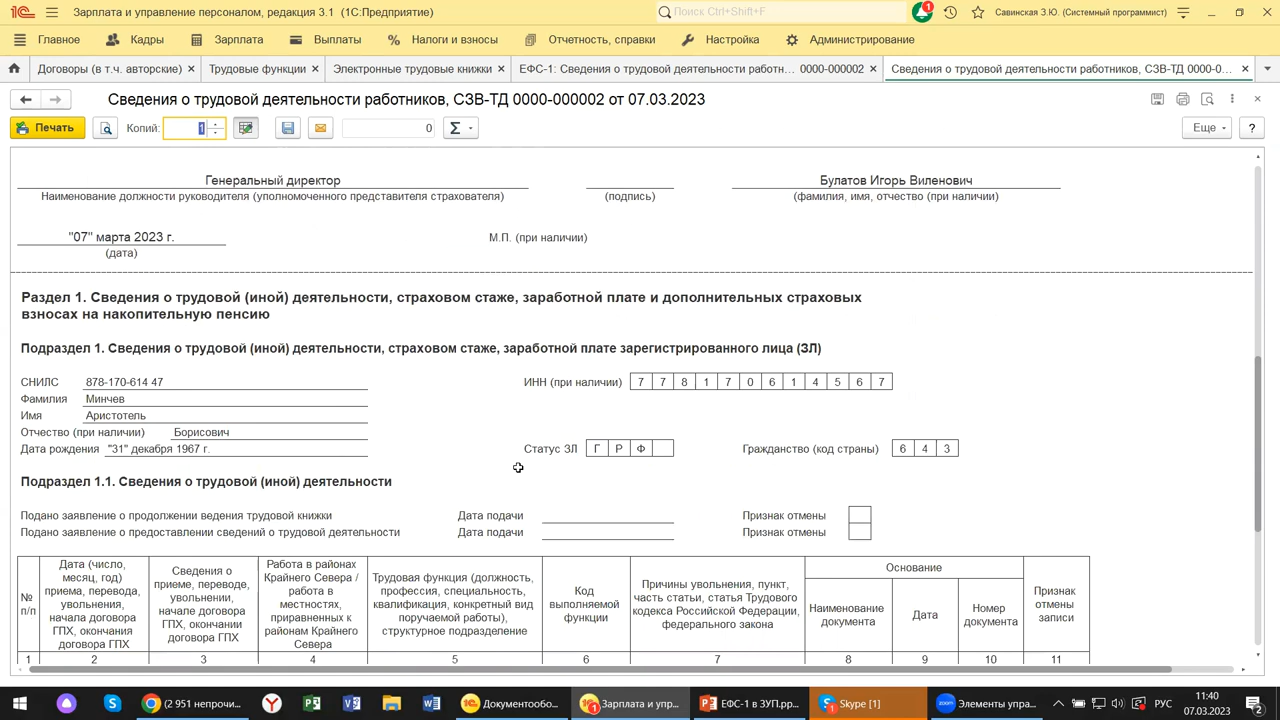 Зарплата и управление персоналом, редакция 3.1 (1С:Предприятие)
Поиск Ctrl+Shift+F
1
Савинская З.Ю. (Системный программист)
Главное
Кадры
Зарплата
Выплаты
Налоги и взносы
Отчетность, справки
Настройка
Администрирование
Договоры (в т.ч. авторские)
Трудовые функции
Электронные трудовые книжки
ЕФС-1: Сведения о трудовой деятельности работн... 0000-000002
Сведения о трудовой деятельности работников, СЗВ-ТД 0000-0...
Сведения о трудовой деятельности работников, СЗВ-ТД 0000-000002 от 07.03.2023
Печать
Копий:
1
0
Σ
Еще
?
Генеральный директор
Булатов Игорь Виленович
Наименование должности руководителя (уполномоченного представителя страхователя)
(подпись)
(фамилия, имя, отчество (при наличии)
"07" марта 2023 г.
М.П. (при наличии)
(дата)
Раздел 1. Сведения о трудовой (иной) деятельности, страховом стаже, заработной плате и дополнительных страховых
взносах на накопительную пенсию
Подраздел 1. Сведения о трудовой (иной) деятельности, страховом стаже, заработной плате зарегистрированного лица (ЗЛ)
СНИЛС 878-170-614 47
ИНН (при наличии) 7 7 8 1 7 0 6 1 4 5 6 7
Фамилия Минчев
Имя Аристотель
Отчество (при наличии) Борисович
Дата рождения "31" декабря 1967 г.
Статус ЗЛ Г Р Ф
Гражданство (код страны) 6 4 3
Подраздел 1.1. Сведения о трудовой (иной) деятельности
Подано заявление о продолжении ведения трудовой книжки Дата подачи Признак отмены
Подано заявление о предоставлении сведений о трудовой деятельности Дата подачи Признак отмены
№
п/п
Дата (число,
месяц, год)
приема, перевода,
увольнения,
начала договора
ГПХ, окончания
договора ГПХ
Сведения о
приеме, переводе,
увольнении,
начале договора
ГПХ, окончании
договора ГПХ
Работа в районах
Крайнего Севера /
работа в
местностях,
приравненных к
районам Крайнего
Севера
Трудовая функция (должность,
профессия, специальность,
квалификация, конкретный вид
поручаемой работы),
структурное подразделение
Код
выполняемой
функции
Причины увольнения, пункт,
часть статьи, статья Трудового
кодекса Российской Федерации,
федерального закона
Основание
Наименование
документа
Дата
Номер
документа
Признак
отмены
записи
1 2 3 4 5 6 7 8 9 10 11
(2 951 непрочи...
Документообо...
1
Зарплата и упр...
ЕФС-1 в ЗУП.pp...
1
Skype [1]
zoom
Элементы упра...
РУС
11:40
07.03.2023
2